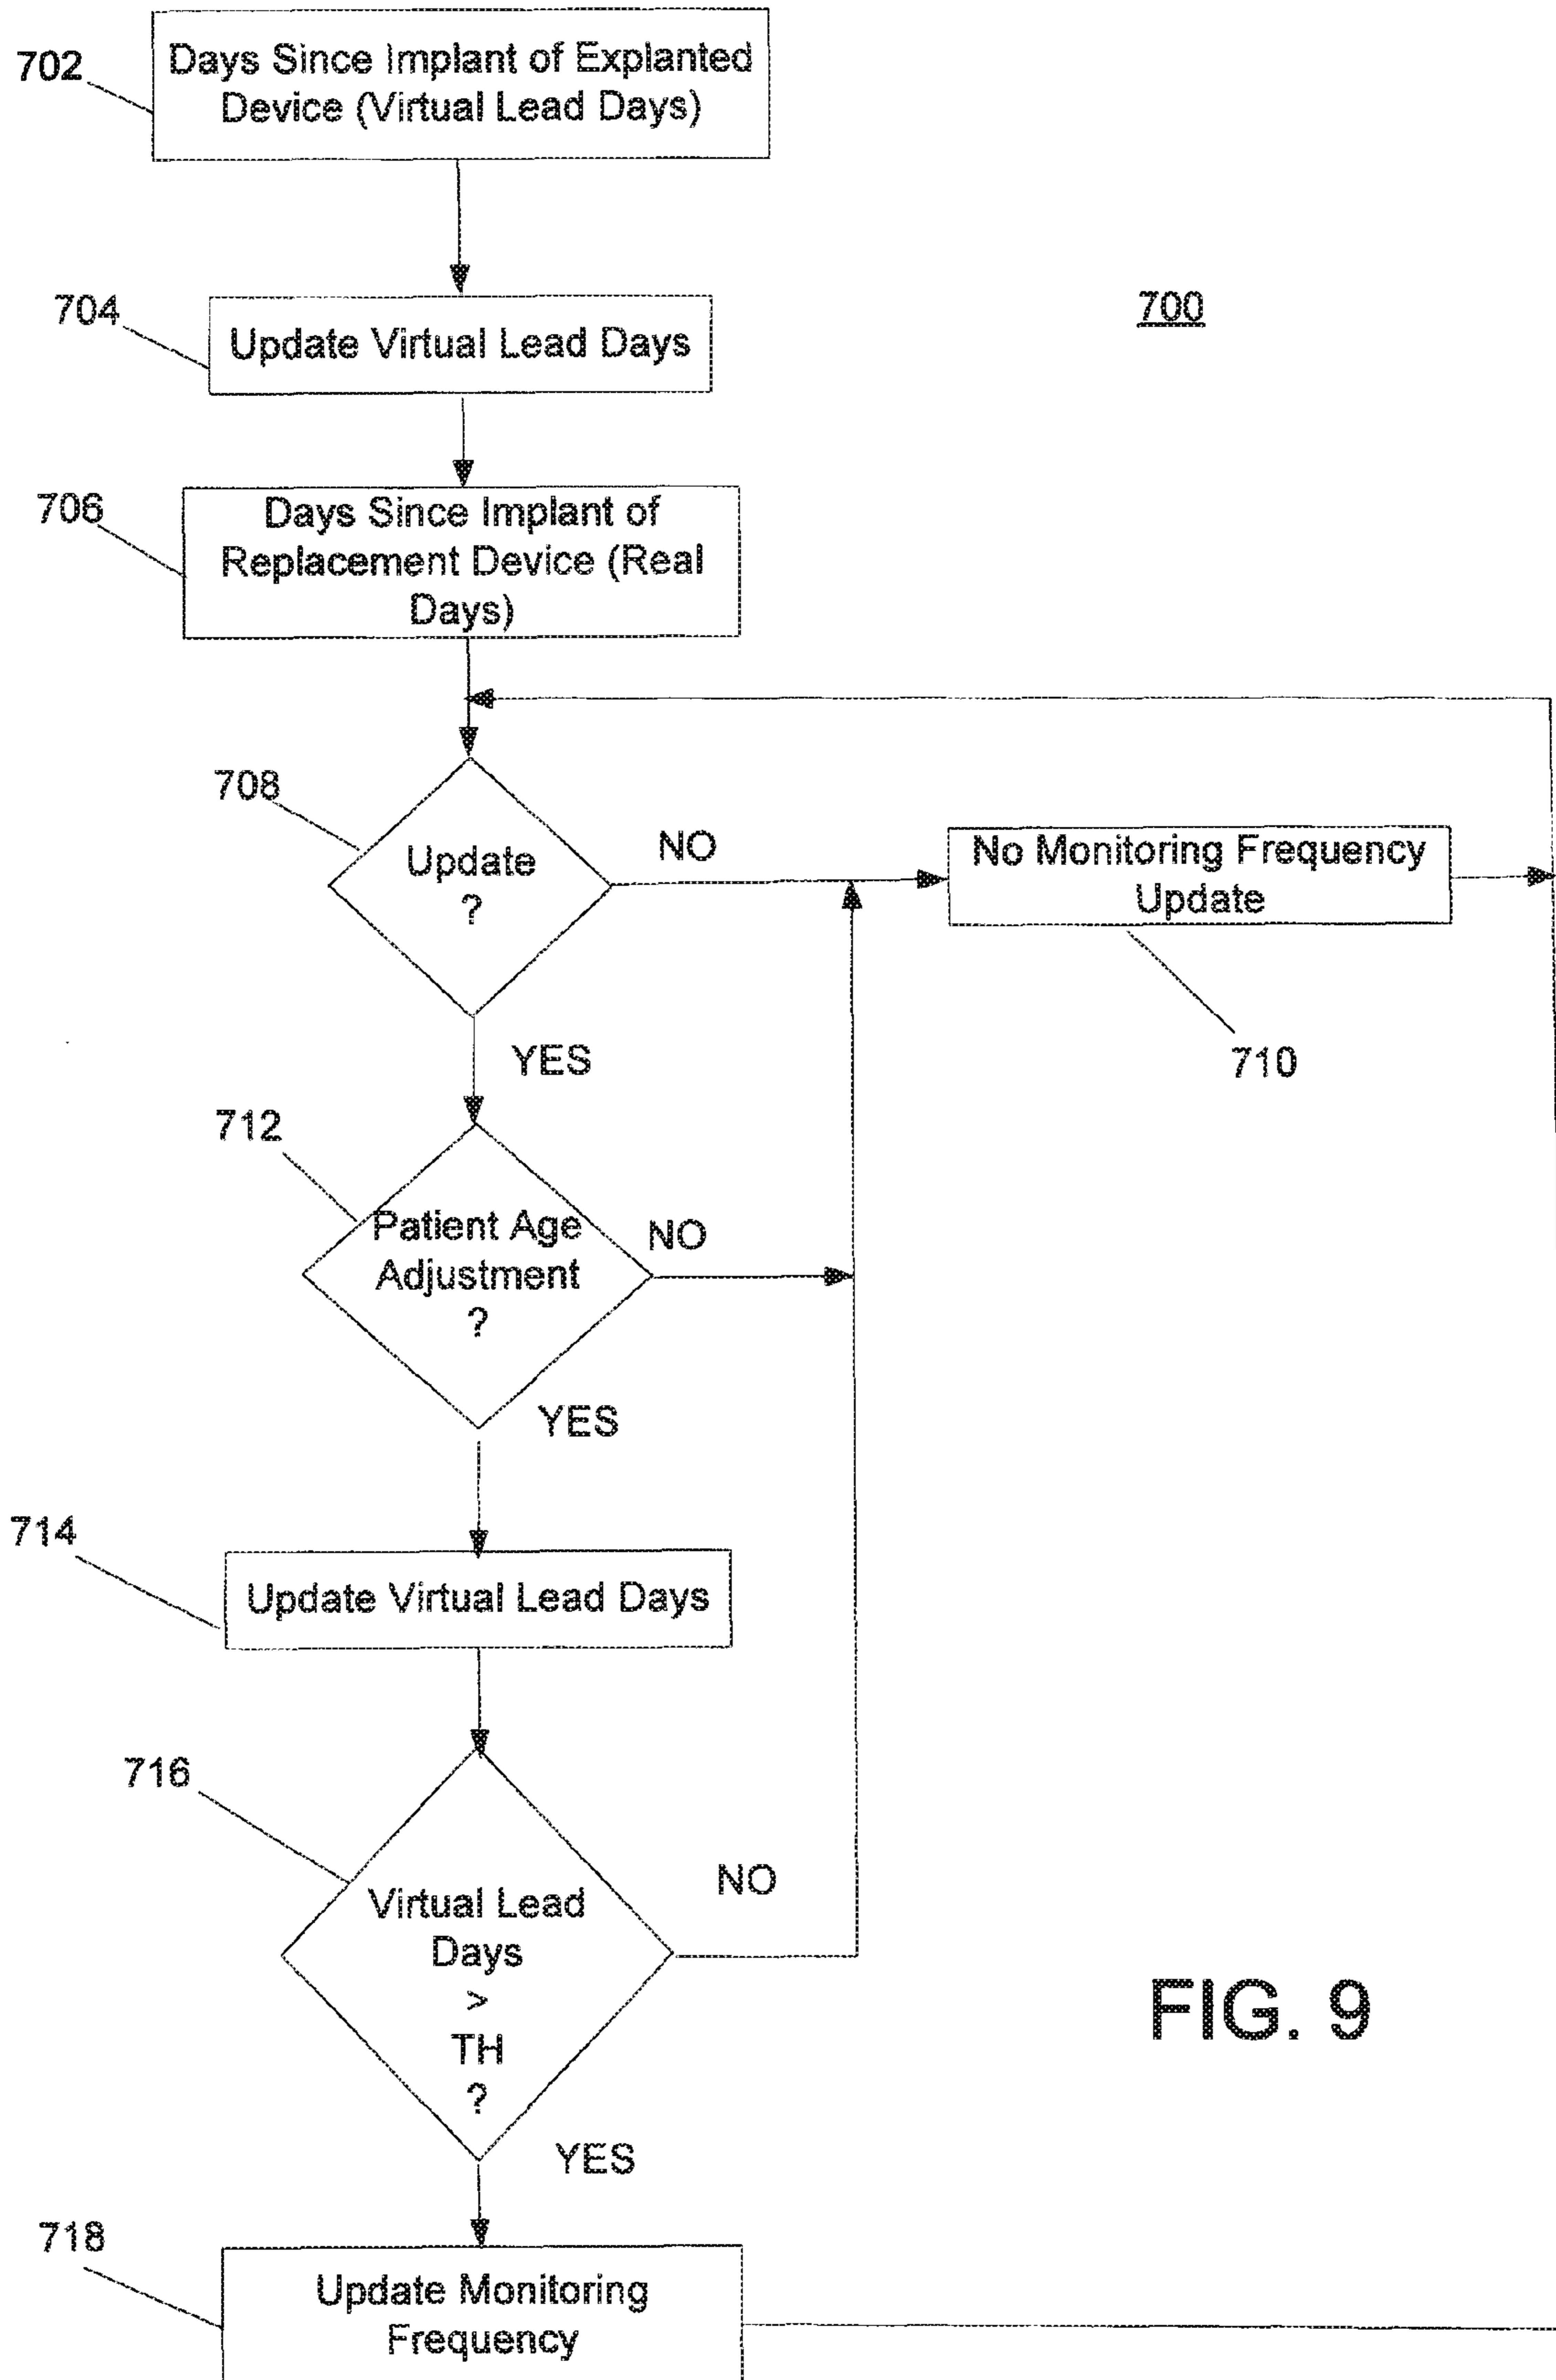 702
Days Since Implant of Explanted
Device (Virtual Lead Days)
704
Update Virtual Lead Days
700
706
Days Since Implant of
Replacement Device (Real
Days)
708
Update
?
NO
No Monitoring Frequency
Update
710
YES
712
Patient Age
Adjustment
?
NO
YES
714
Update Virtual Lead Days
716
Virtual Lead
Days
>
TH
?
NO
YES
FIG. 9
718
Update Monitoring
Frequency